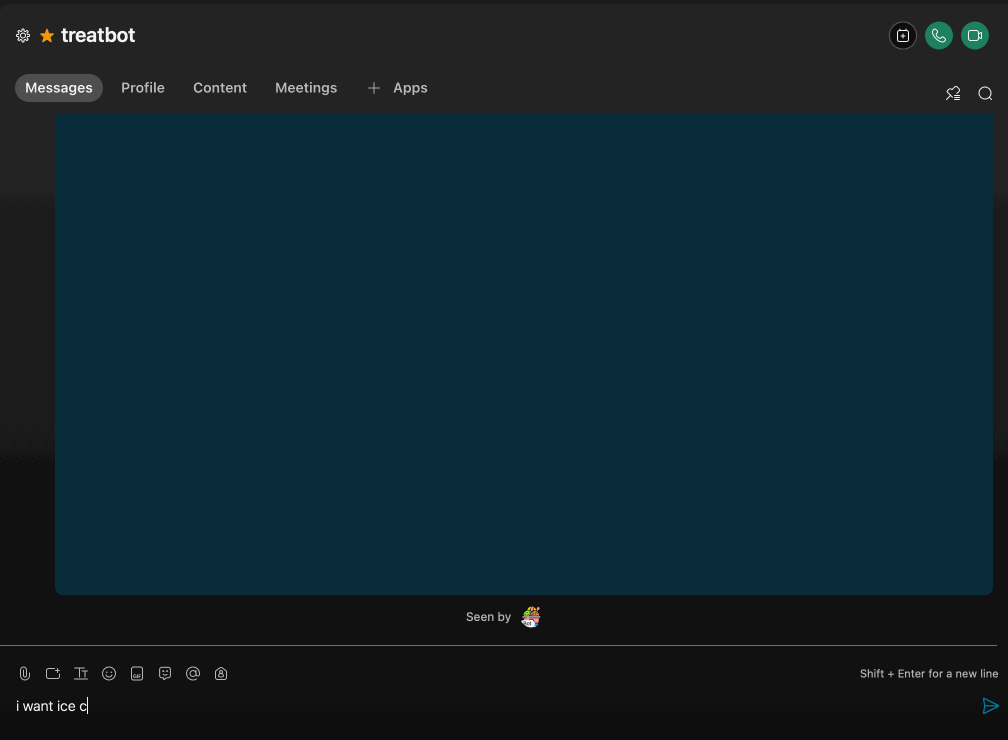 treatbot
Messages Profile Content Meetings Apps
Seen by
Shift + Enter for a new line
i want ice c